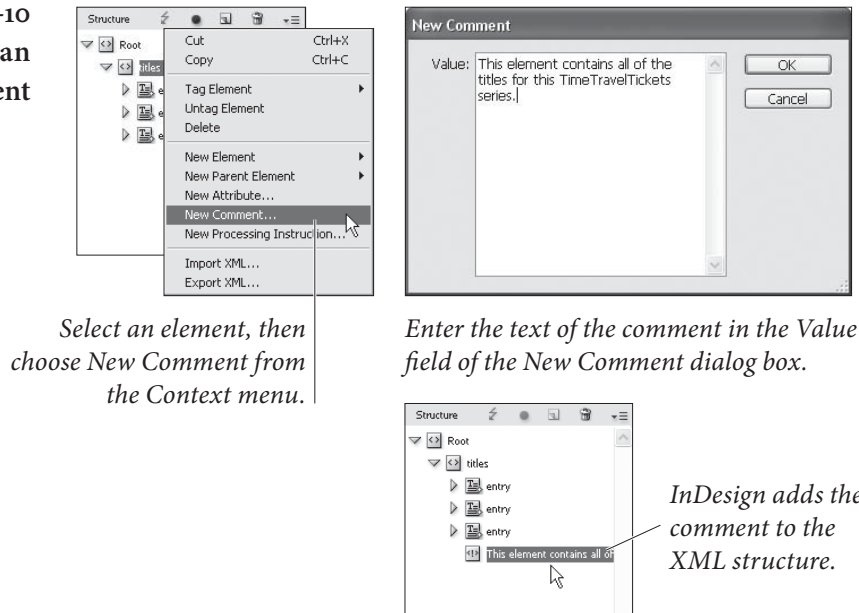 -10
an
ent
Structure
Root
titles
e
e
e
Cut Ctrl+X
Copy Ctrl+C
Tag Element
Untag Element
Delete
New Element
New Parent Element
New Attribute...
New Comment...
New Processing Instruction...
Import XML...
Export XML...
Select an element, then
choose New Comment from
the Context menu.
New Comment
Value: This element contains all of the
titles for this TimeTravelTickets
series.
OK
Cancel
Enter the text of the comment in the Value
field of the New Comment dialog box.
Structure
Root
titles
entry
entry
entry
This element contains all of
InDesign adds the
comment to the
XML structure.